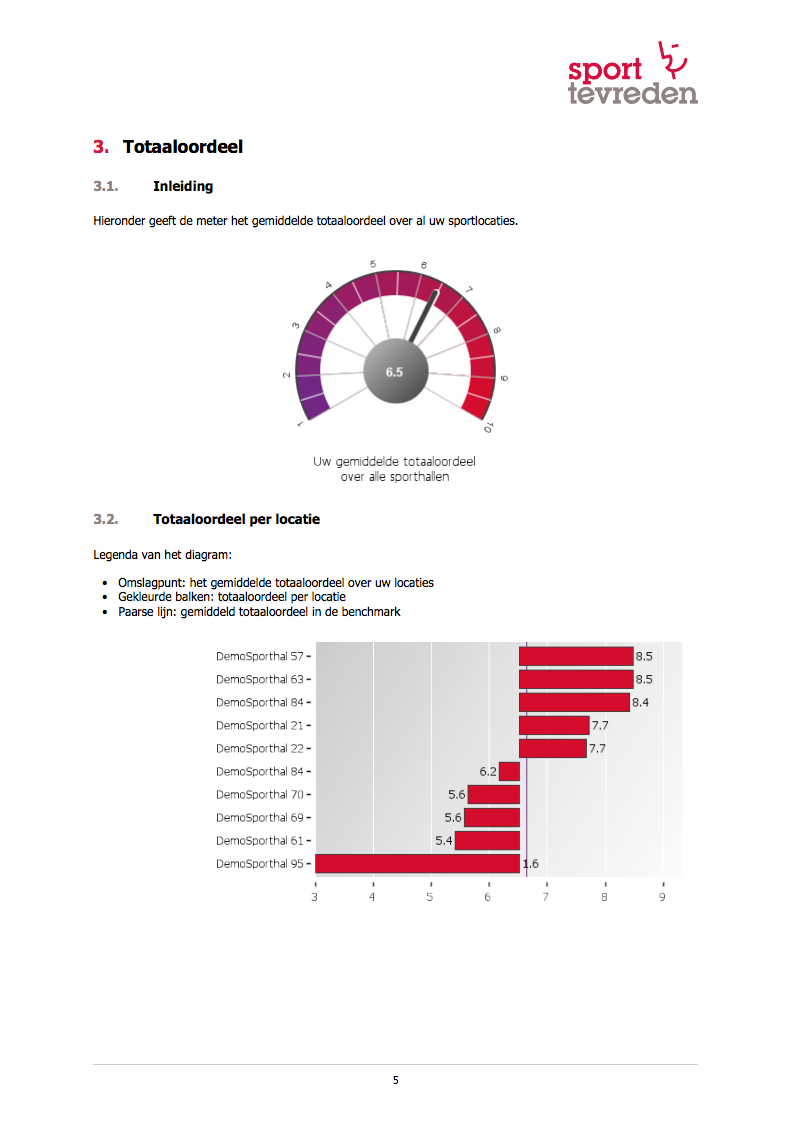 sport
tevreden
3. Totaaloordeel
3.1. Inleiding
Hieronder geeft de meter het gemiddelde totaaloordeel over al uw sportlocaties.
1
2
3
4
5
6
7
8
9
10
6.5
Uw gemiddelde totaaloordeel
over alle sporthallen
3.2. Totaaloordeel per locatie
Legenda van het diagram:
• Omslagpunt: het gemiddelde totaaloordeel over uw locaties
• Gekleurde balken: totaaloordeel per locatie
• Paarse lijn: gemiddeld totaaloordeel in de benchmark
DemoSporthal 57 8.5
DemoSporthal 63 8.5
DemoSporthal 84 8.4
DemoSporthal 21 7.7
DemoSporthal 22 7.7
DemoSporthal 84 6.2
DemoSporthal 70 5.6
DemoSporthal 69 5.6
DemoSporthal 61 5.4
DemoSporthal 95 1.6
3 4 5 6 7 8 9
5